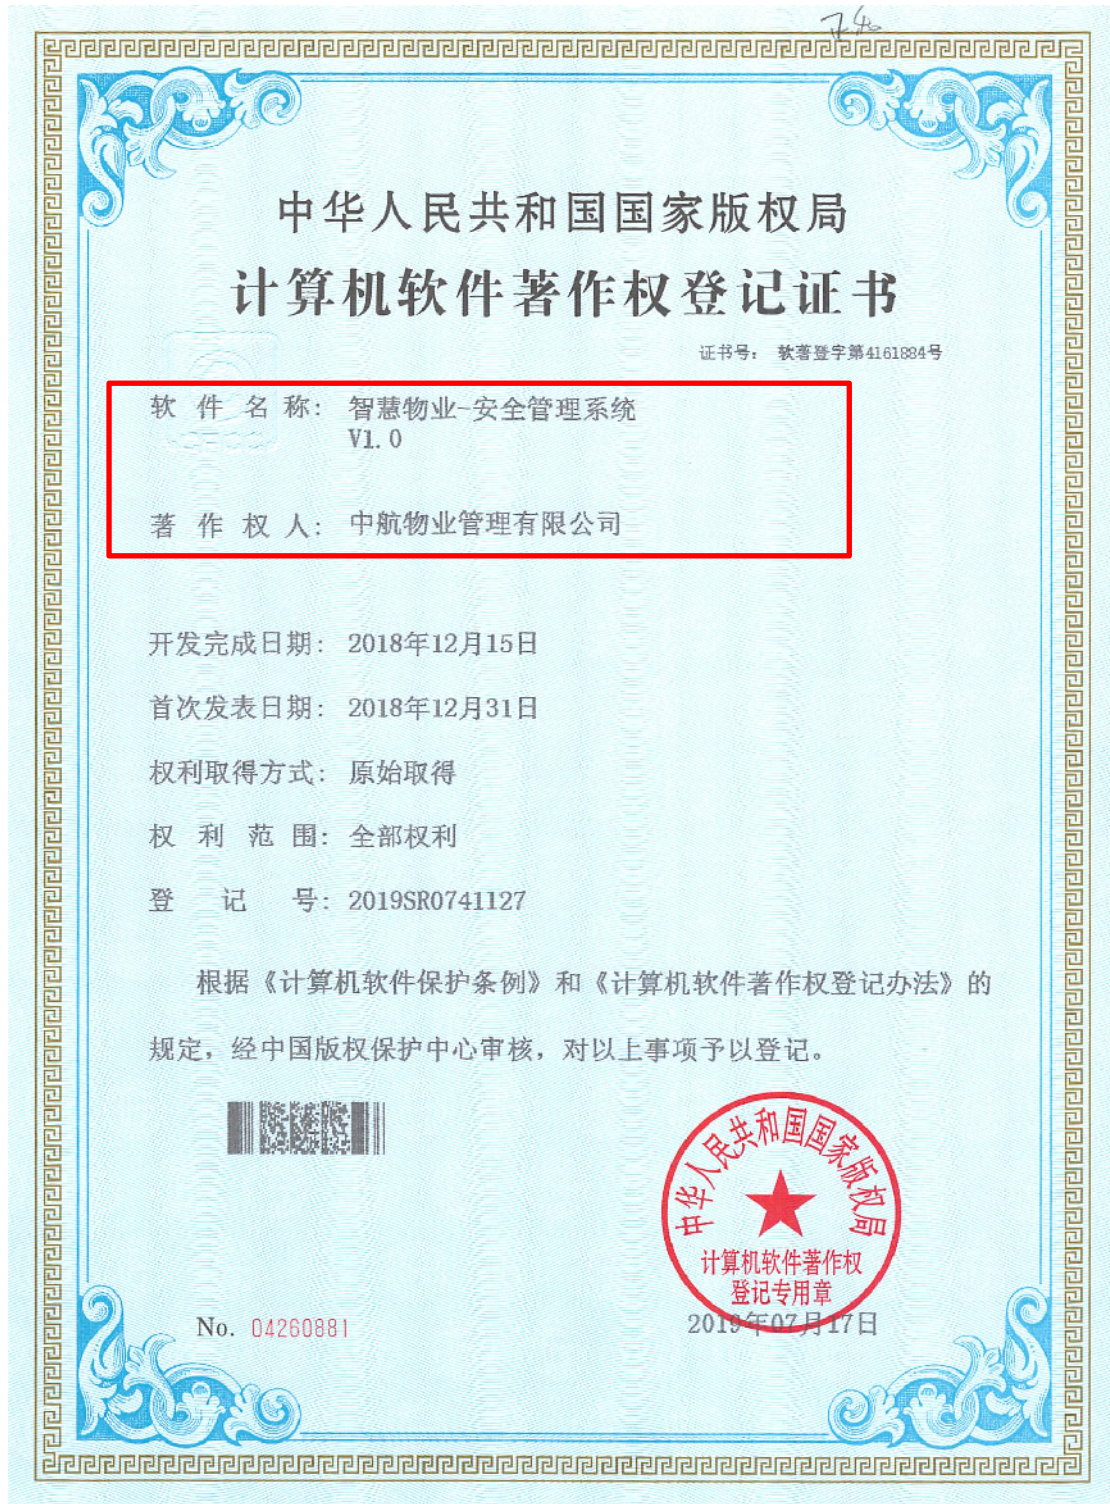 中华人民共和国国家版权局
计算机软件著作权登记证书
证书号： 软著登字第4161884号
软件名称： 智慧物业-安全管理系统
V1.0
著作权人： 中航物业管理有限公司
开发完成日期： 2018年12月15日
首次发表日期： 2018年12月31日
权利取得方式： 原始取得
权利范围： 全部权利
登记号： 2019SR0741127
根据《计算机软件保护条例》和《计算机软件著作权登记办法》的
规定，经中国版权保护中心审核，对以上事项予以登记。
中华人民共和国国家版权局
计算机软件著作权
登记专用章
No. 04260881
2019年07月17日